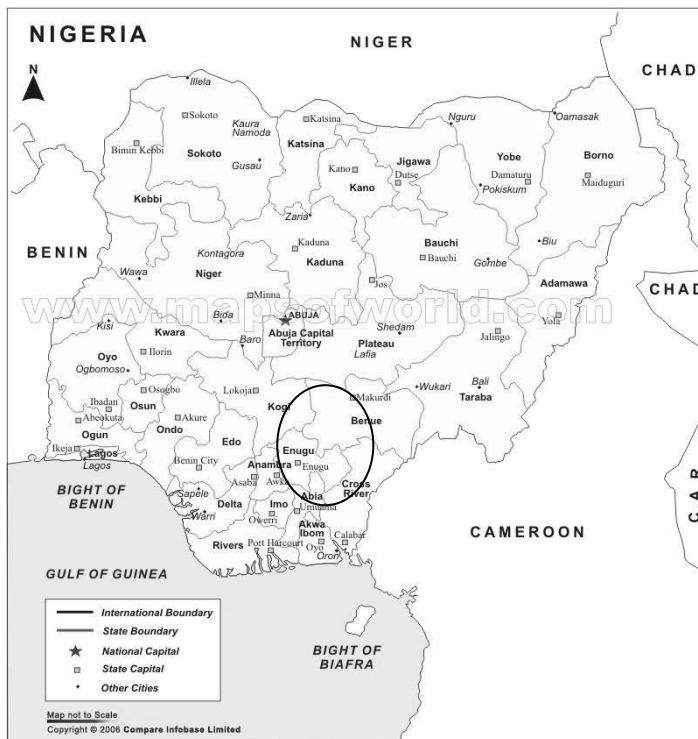 NIGERIA
NIGER
CHAD
N
Illela
Sokoto
Kaura
Namoda
Katsina
Nguru
Oamasak
Bimin Kebbi
Sokoto
Katsina
Gusau
Jigawa
Yobe
Borno
Kano
Dutse
Damaturu
Maiduguri
Kebbi
Kano
Pokiskum
Zaria
BENIN
Kontagora
Kaduna
Bauchi
Biu
Wawa
Niger
Kaduna
Bauchi
Gombe
Jos
Adamawa
CHAD
Minna
www.mapsofworld.com
Kisi
Bida
ABUJA
Abuja Capital
Territory
Shedam
Yola
Kwara
Baro
Plateau
Jalingo
Oyo
Ilorin
Lafia
Ogbomoso
Osogbo
Lokoja
Makurdi
Wukari
Bali
Taraba
Ibadan
Osun
Kogi
Abeokuta
Akure
Benue
Ogun
Ondo
Edo
Enugu
Ikeja
Lagos
Lagos
Benin City
Anambra
Enugu
Asaba
Awka
Cross
River
BIGHT OF
BENIN
Sapele
Delta
Imo
Abia
Umuahia
Warri
Owerri
Akwa
Ibom
Calabar
CAMEROON
Rivers
Port Harcourt
Oyo
Oron
C A R
GULF OF GUINEA
International Boundary
State Boundary
National Capital
State Capital
Other Cities
BIGHT OF
BIAFRA
Map not to Scale
Copyright © 2006 Compare Infobase Limited